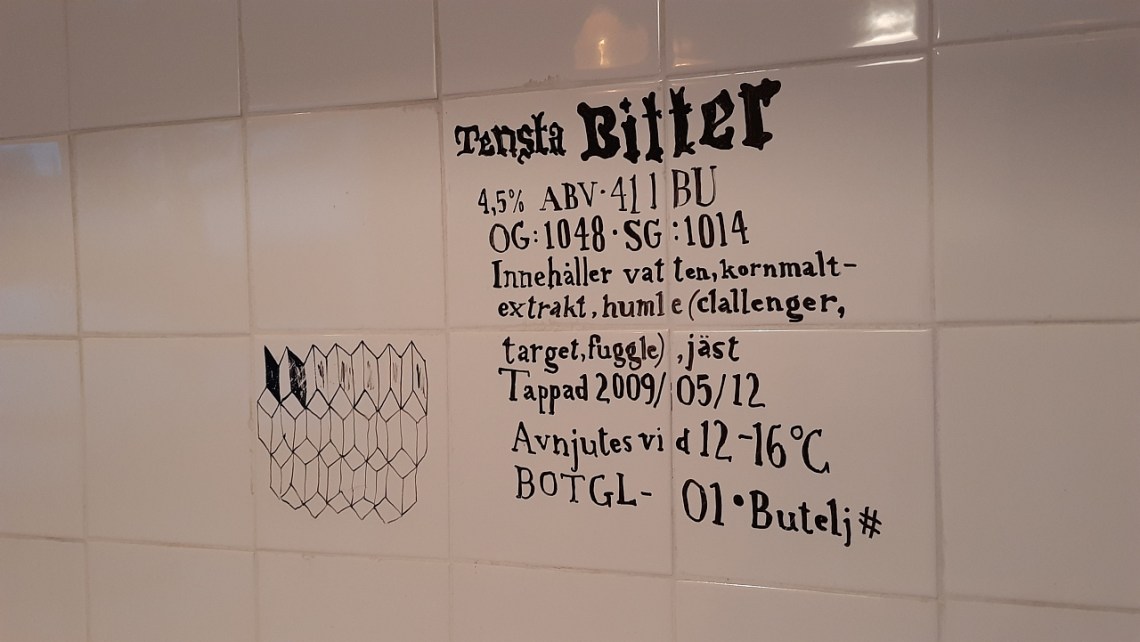 Tensta Bitter
4,5% ABV·41 IBU
OG:1048·SG:1014
Innehåller vatten, kornmalt-
extrakt, humle (clallenger,
target, fuggle), jäst
Tappad 2009/05/12
Avnjutes vid 12-16°C
BOTGL-01·Butelj#